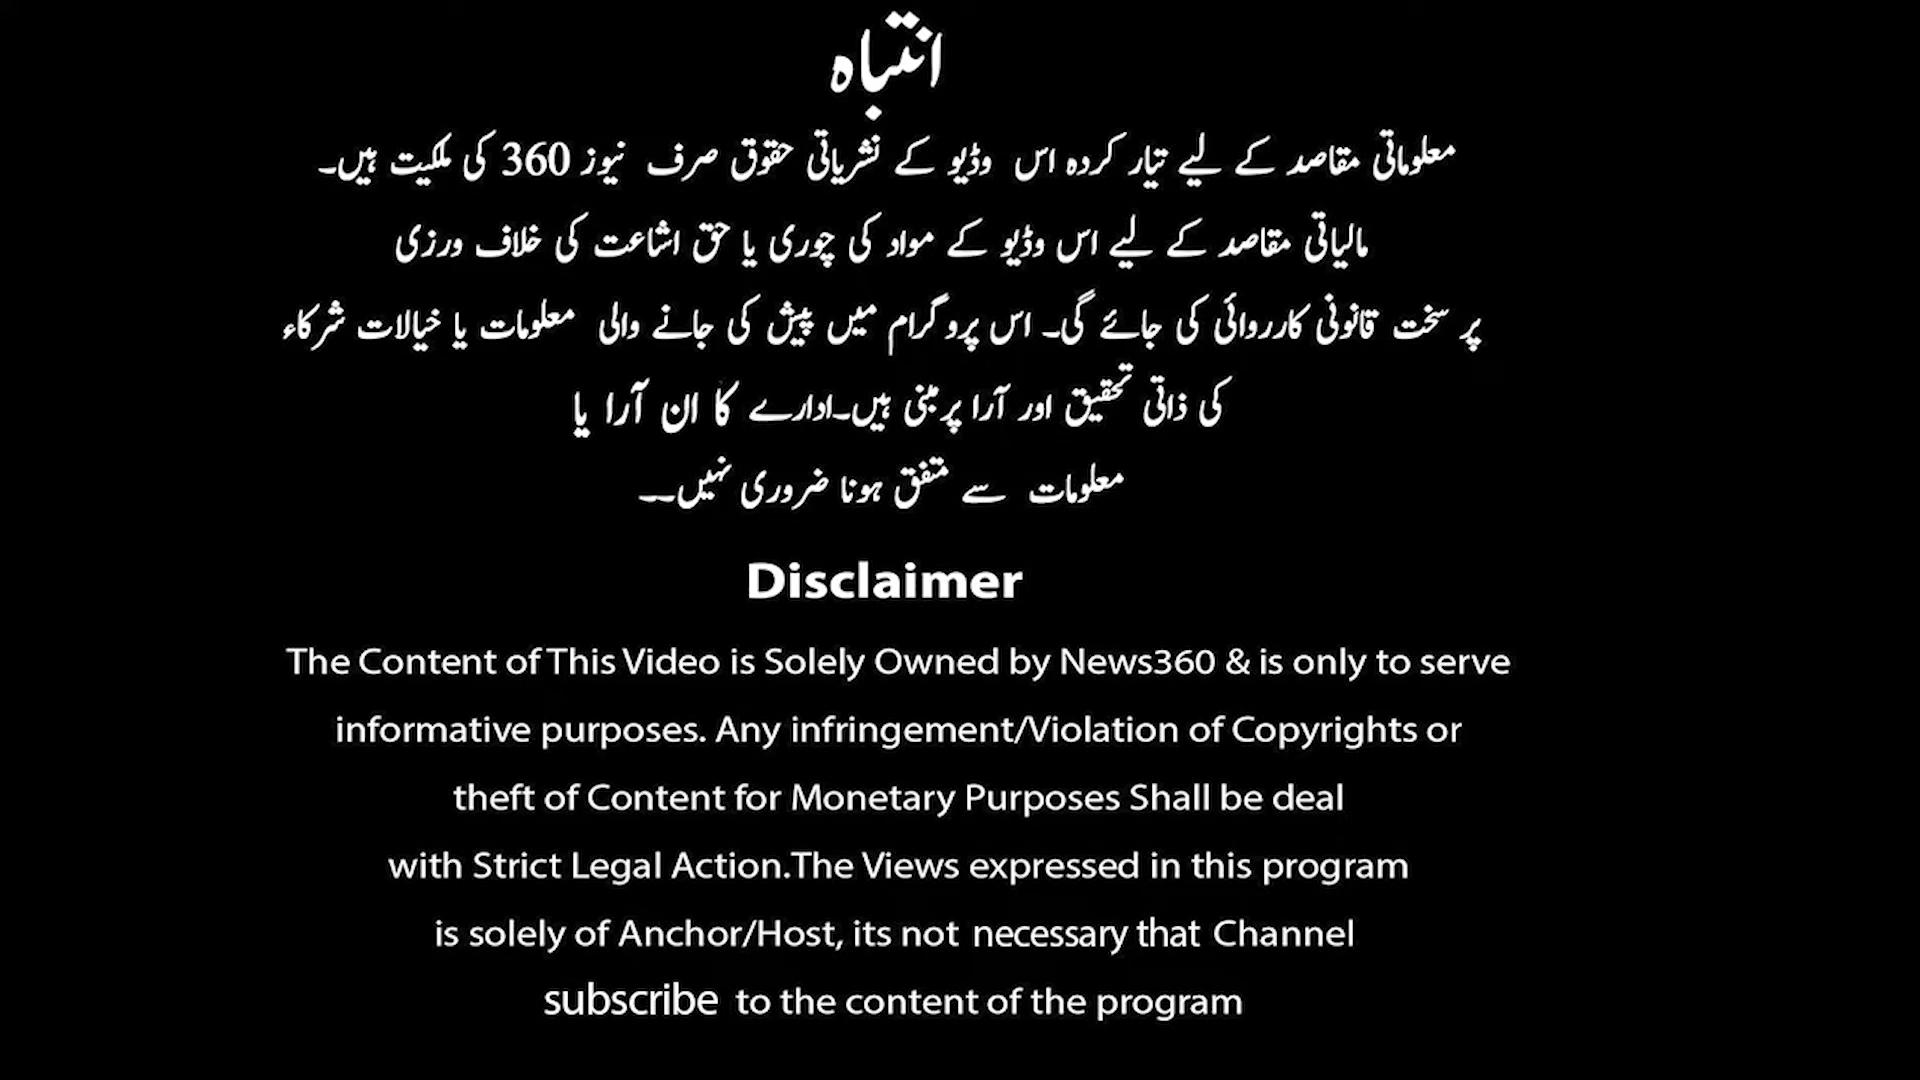 انتباہ
معلوماتی مقاصد کے لیے تیار کردہ اس وڈیو کے نشریاتی حقوق صرف نیوز 360 کی ملکیت ہیں۔
مالیاتی مقاصد کے لیے اس وڈیو کے مواد کی چوری یا حق اشاعت کی خلاف ورزی
پر سخت قانونی کارروائی کی جائے گی۔ اس پروگرام میں پیش کی جانے والی معلومات یا خیالات شرکاء
کی ذاتی تحقیق اور آرا پر مبنی ہیں۔ادارے کا ان آرا یا
معلومات سے متفق ہونا ضروری نہیں۔۔
Disclaimer
The Content of This Video is Solely Owned by News360 & is only to serve
informative purposes. Any infringement/Violation of Copyrights or
theft of Content for Monetary Purposes Shall be deal
with Strict Legal Action.The Views expressed in this program
is solely of Anchor/Host, its not necessary that Channel
subscribe to the content of the program